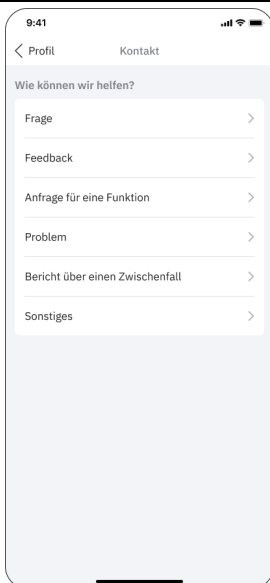 9:41
Profil
Kontakt
Wie können wir helfen?
Frage
Feedback
Anfrage für eine Funktion
Problem
Bericht über einen Zwischenfall
Sonstiges